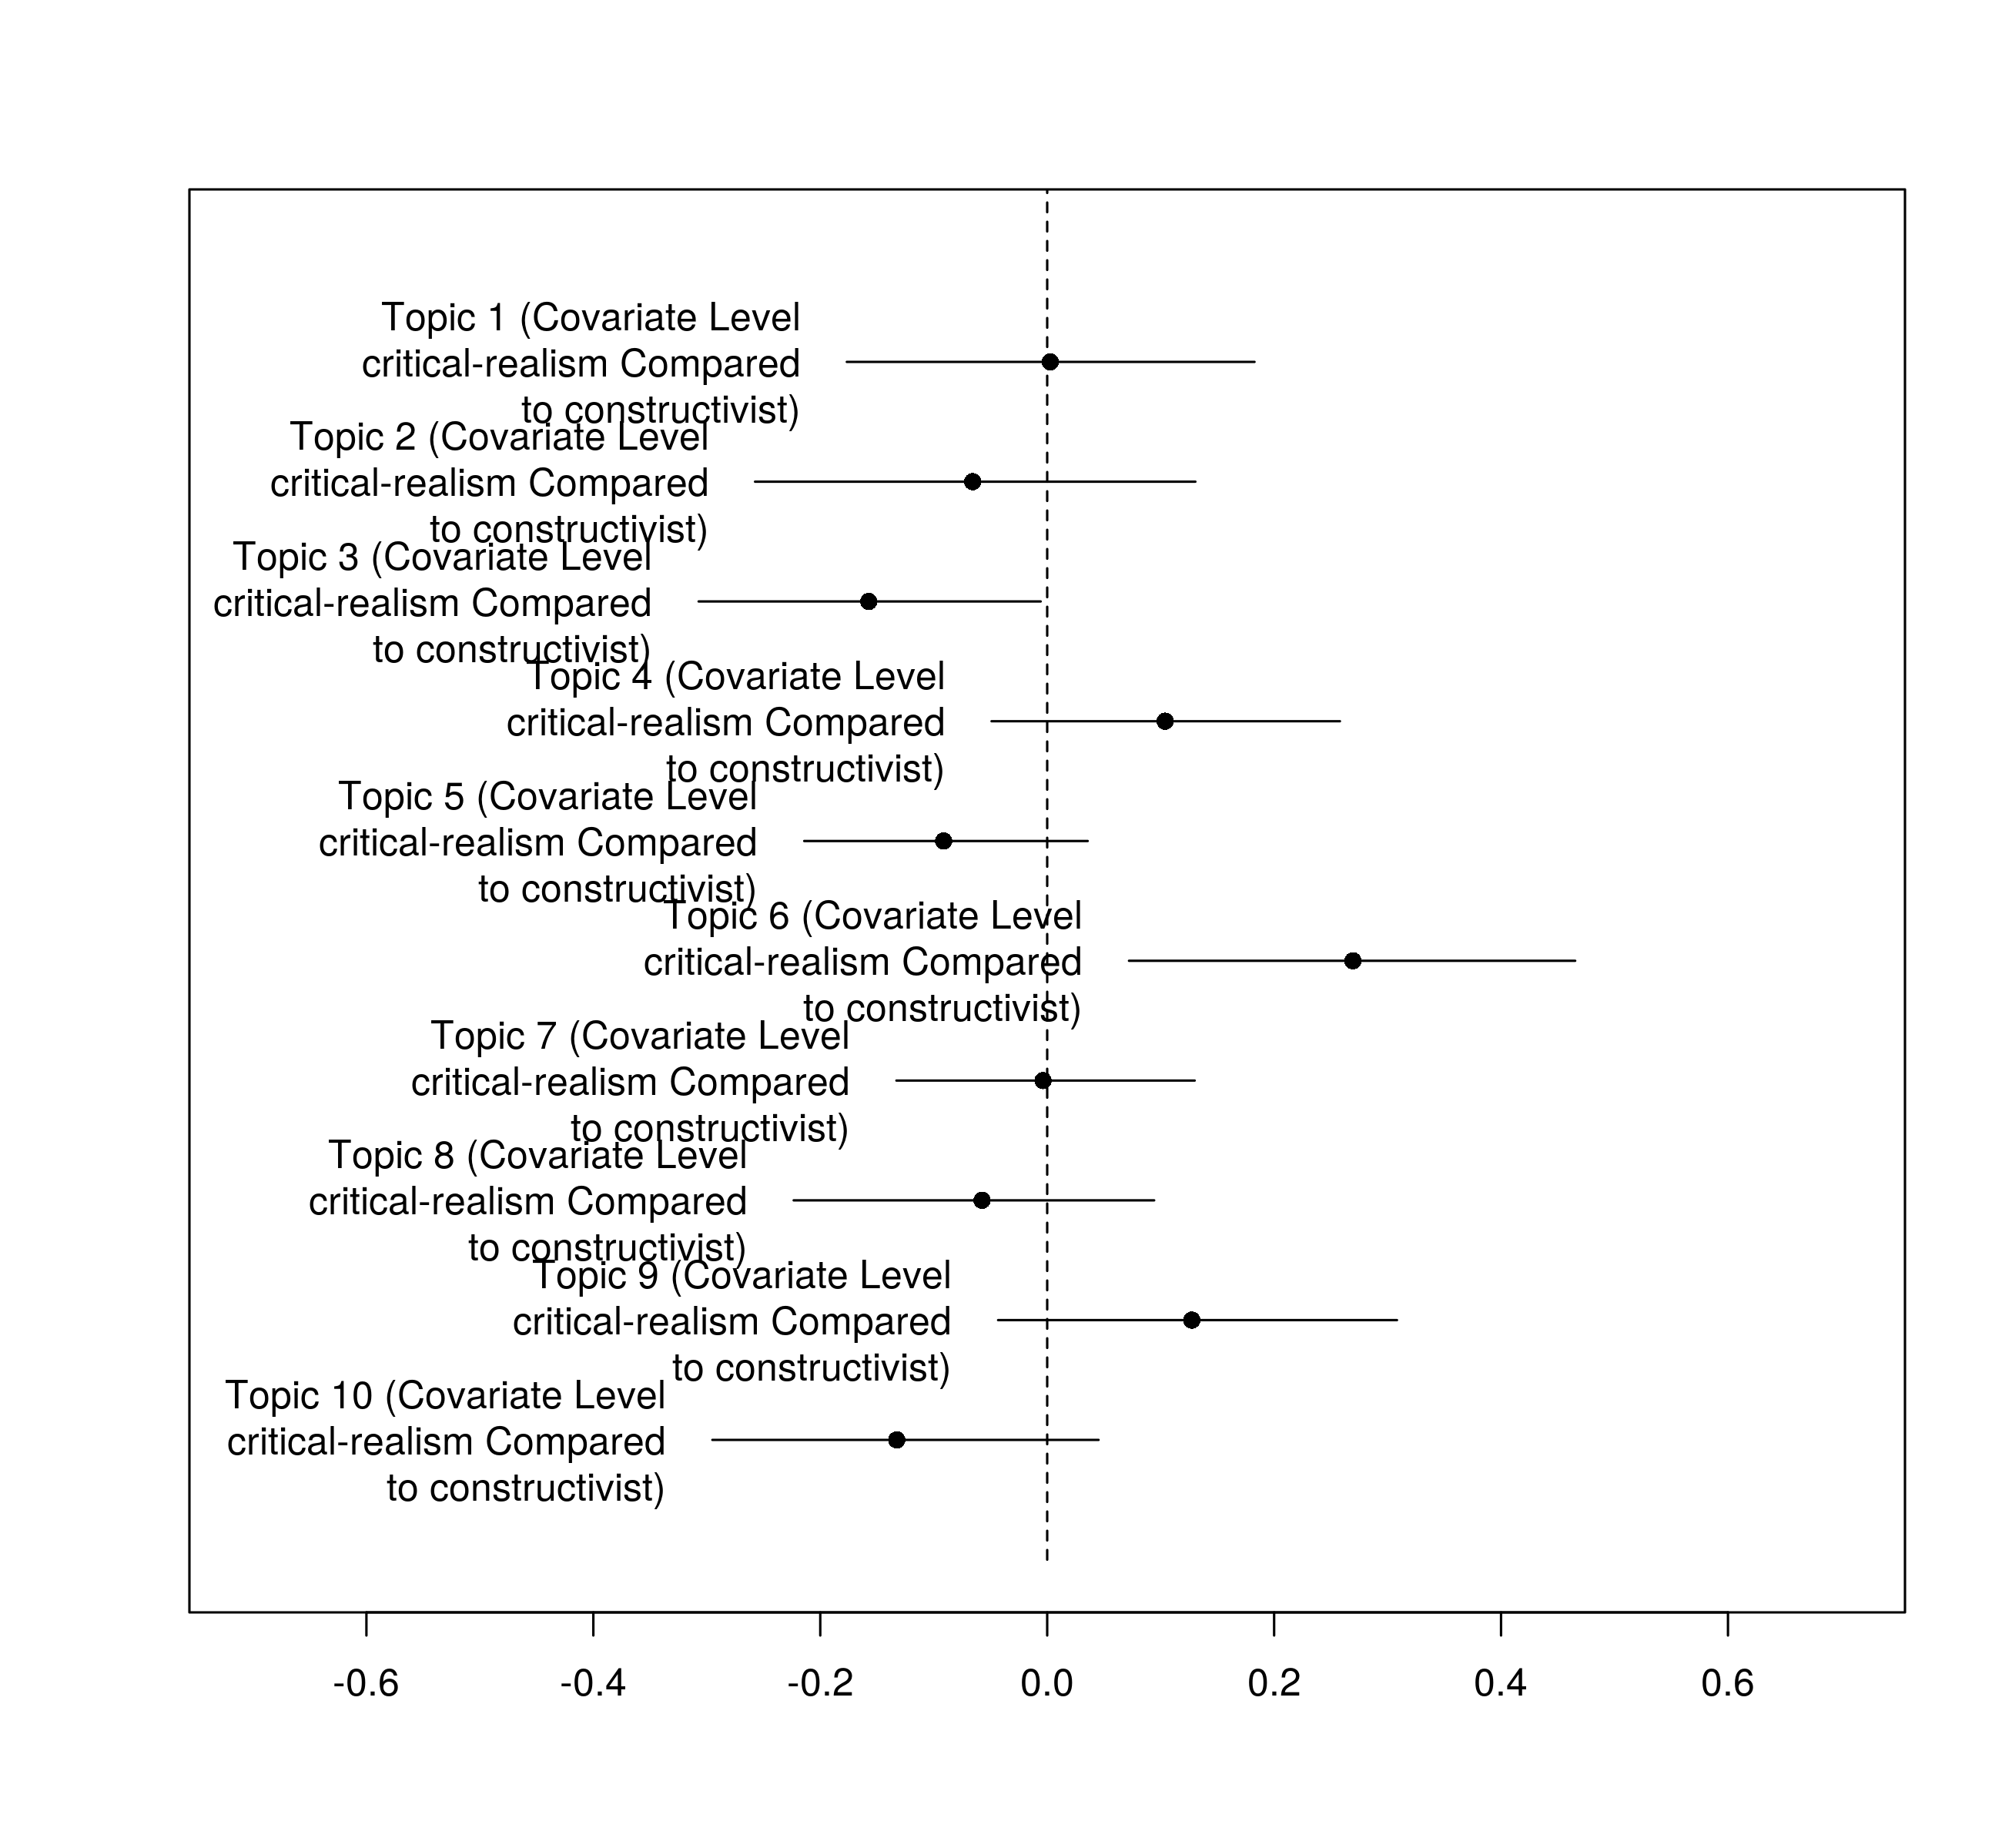 Topic 1 (Covariate Level
critical-realism Compared
to constructivist)
Topic 2 (Covariate Level
critical-realism Compared
to constructivist)
Topic 3 (Covariate Level
critical-realism Compared
to constructivist)
Topic 4 (Covariate Level
critical-realism Compared
to constructivist)
Topic 5 (Covariate Level
critical-realism Compared
to constructivist)
Topic 6 (Covariate Level
critical-realism Compared
to constructivist)
Topic 7 (Covariate Level
critical-realism Compared
to constructivist)
Topic 8 (Covariate Level
critical-realism Compared
to constructivist)
Topic 9 (Covariate Level
critical-realism Compared
to constructivist)
Topic 10 (Covariate Level
critical-realism Compared
to constructivist)
-0.6 -0.4 -0.2 0.0 0.2 0.4 0.6